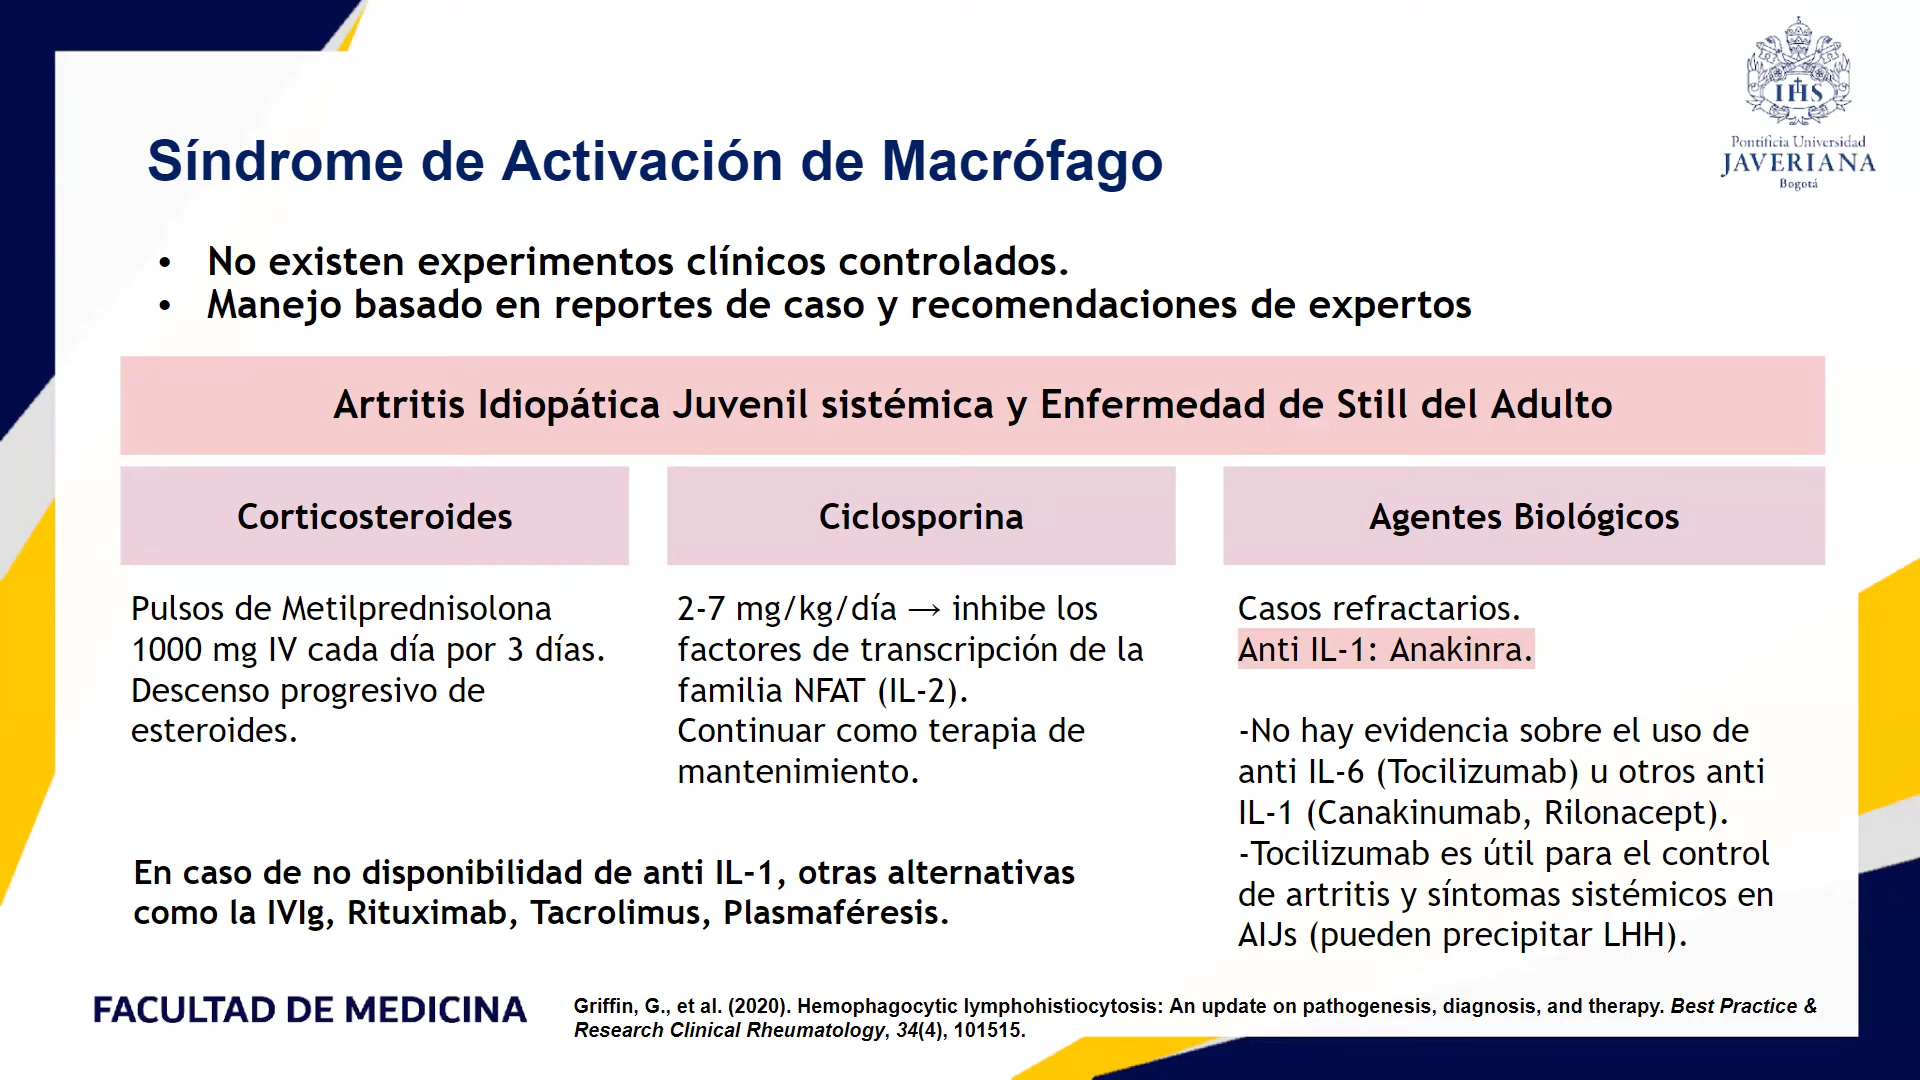 IHS
Pontificia Universidad
JAVERIANA
Bogotá
Síndrome de Activación de Macrófago
• No existen experimentos clínicos controlados.
• Manejo basado en reportes de caso y recomendaciones de expertos
Artritis Idiopática Juvenil sistémica y Enfermedad de Still del Adulto
Corticosteroides
Pulsos de Metilprednisolona
1000 mg IV cada día por 3 días.
Descenso progresivo de
esteroides.
Ciclosporina
2-7 mg/kg/día → inhibe los
factores de transcripción de la
familia NFAT (IL-2).
Continuar como terapia de
mantenimiento.
Agentes Biológicos
Casos refractarios.
Anti IL-1: Anakinra.
-No hay evidencia sobre el uso de
anti IL-6 (Tocilizumab) u otros anti
IL-1 (Canakinumab, Rilonacept).
-Tocilizumab es útil para el control
de artritis y síntomas sistémicos en
AIJs (pueden precipitar LHH).
En caso de no disponibilidad de anti IL-1, otras alternativas
como la IVIg, Rituximab, Tacrolimus, Plasmaféresis.
FACULTAD DE MEDICINA
Griffin, G., et al. (2020). Hemophagocytic lymphohistiocytosis: An update on pathogenesis, diagnosis, and therapy. Best Practice &
Research Clinical Rheumatology, 34(4), 101515.